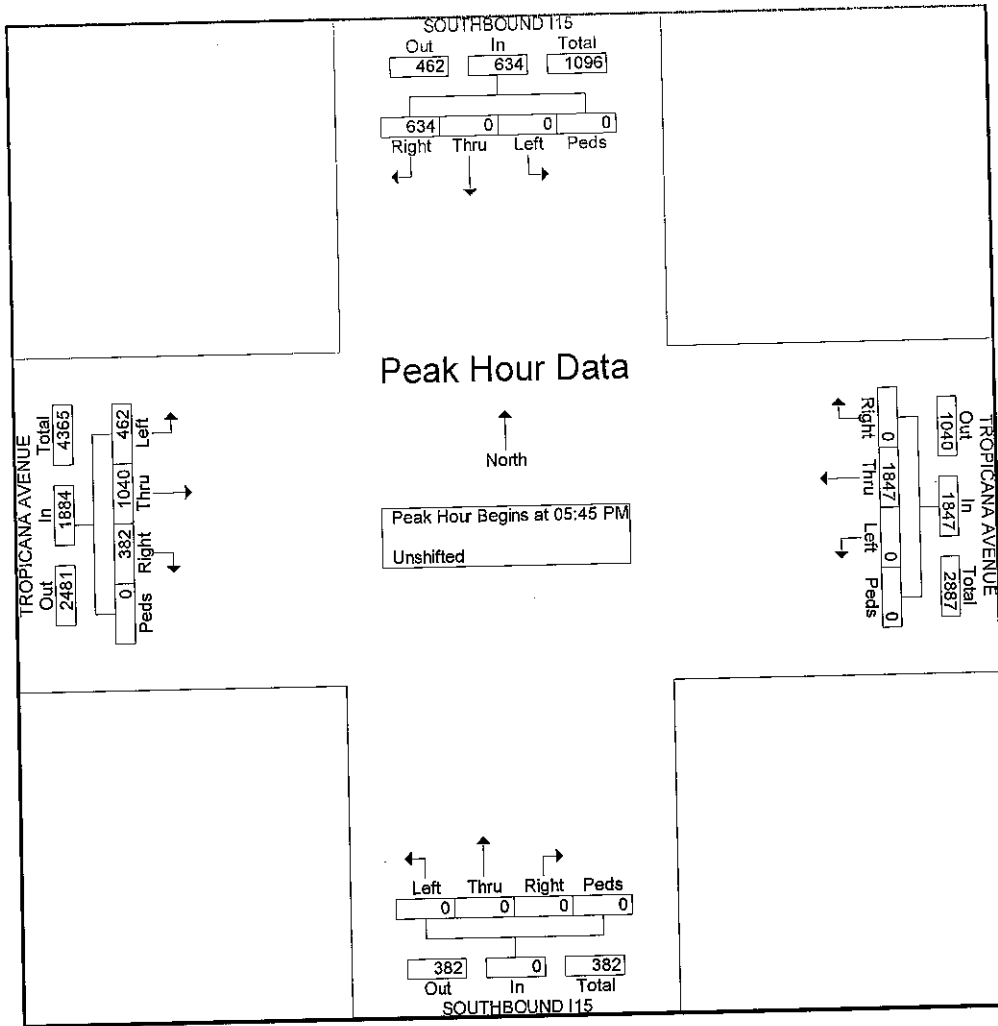 SOUTHBOUND I15
Out In Total
462 634 1096
634 0 0 0
Right Thru Left Peds
Peak Hour Data
North
Peak Hour Begins at 05:45 PM
Unshifted
TROPICANA AVENUE
Out In Total
2481 1884 4365
Left Thru Right Peds
462 1040 382 0
TROPICANA AVENUE
Out In Total
1040 1847 2887
0 1847 0 0
Right Thru Left Peds
Left Thru Right Peds
0 0 0 0
382 0 382
Out In Total
SOUTHBOUND I15